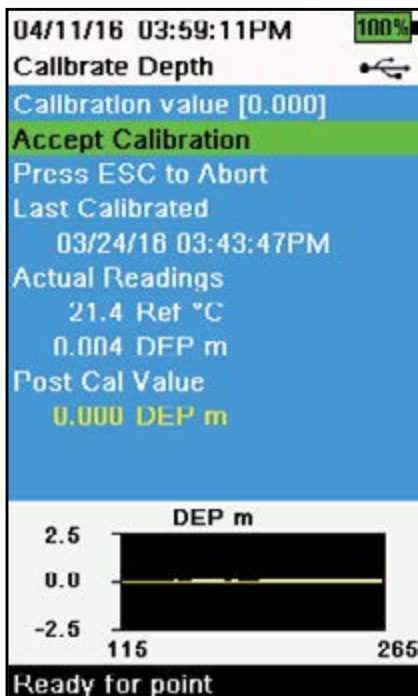 04/11/16 03:59:11PM 100%
Calibrate Depth
Calibration value [0.000]
Accept Calibration
Press ESC to Abort
Last Calibrated
03/24/16 03:43:47PM
Actual Readings
21.4 Ref °C
0.004 DEP m
Post Cal Value
0.000 DEP m
DEP m
2.5
0.0
-2.5
115 265
Ready for point